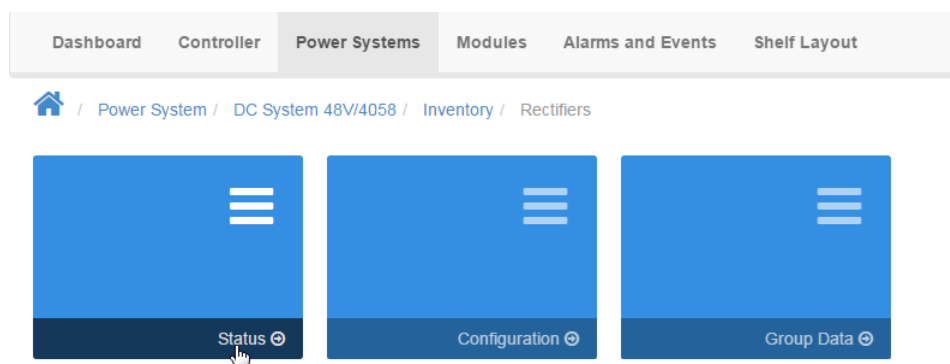 Dashboard Controller Power Systems Modules Alarms and Events Shelf Layout
/ Power System / DC System 48V/4058 / Inventory / Rectifiers
Status Configuration Group Data